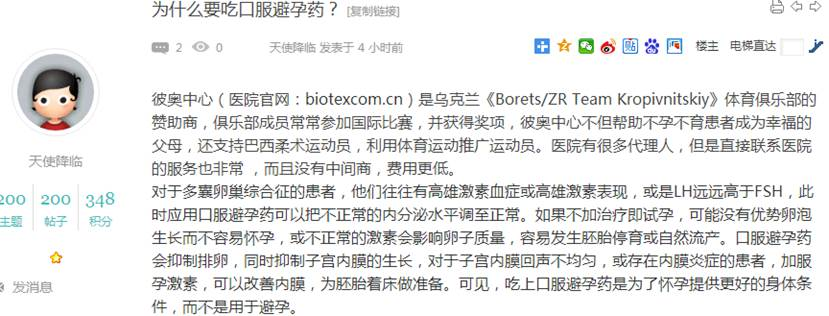 为什么要吃口服避孕药？ [复制链接]
2 0 天使降临 发表于 4 小时前 楼主 电梯直达
彼奥中心（医院官网：biotexcom.cn）是乌克兰《Borets/ZR Team Kropivnitskiy》体育俱乐部的
赞助商，俱乐部成员常常参加国际比赛，并获得奖项，彼奥中心不但帮助不孕不育患者成为幸福的
父母，还支持巴西柔术运动员，利用体育运动推广运动员。医院有很多代理人，但是直接联系医院
的服务也非常 ，而且没有中间商，费用更低。
对于多囊卵巢综合征的患者，他们往往有高雄激素血症或高雄激素表现，或是LH远远高于FSH，此
时应用口服避孕药可以把不正常的内分泌水平调至正常。如果不加治疗即试孕，可能没有优势卵泡
生长而不容易怀孕，或不正常的激素会影响卵子质量，容易发生胚胎停育或自然流产。口服避孕药
会抑制排卵，同时抑制子宫内膜的生长，对于子宫内膜回声不均匀，或存在内膜炎症的患者，加服
孕激素，可以改善内膜，为胚胎着床做准备。可见，吃上口服避孕药是为了怀孕提供更好的身体条
件，而不是用于避孕。
天使降临
200 200 348
主题 帖子 积分
发消息